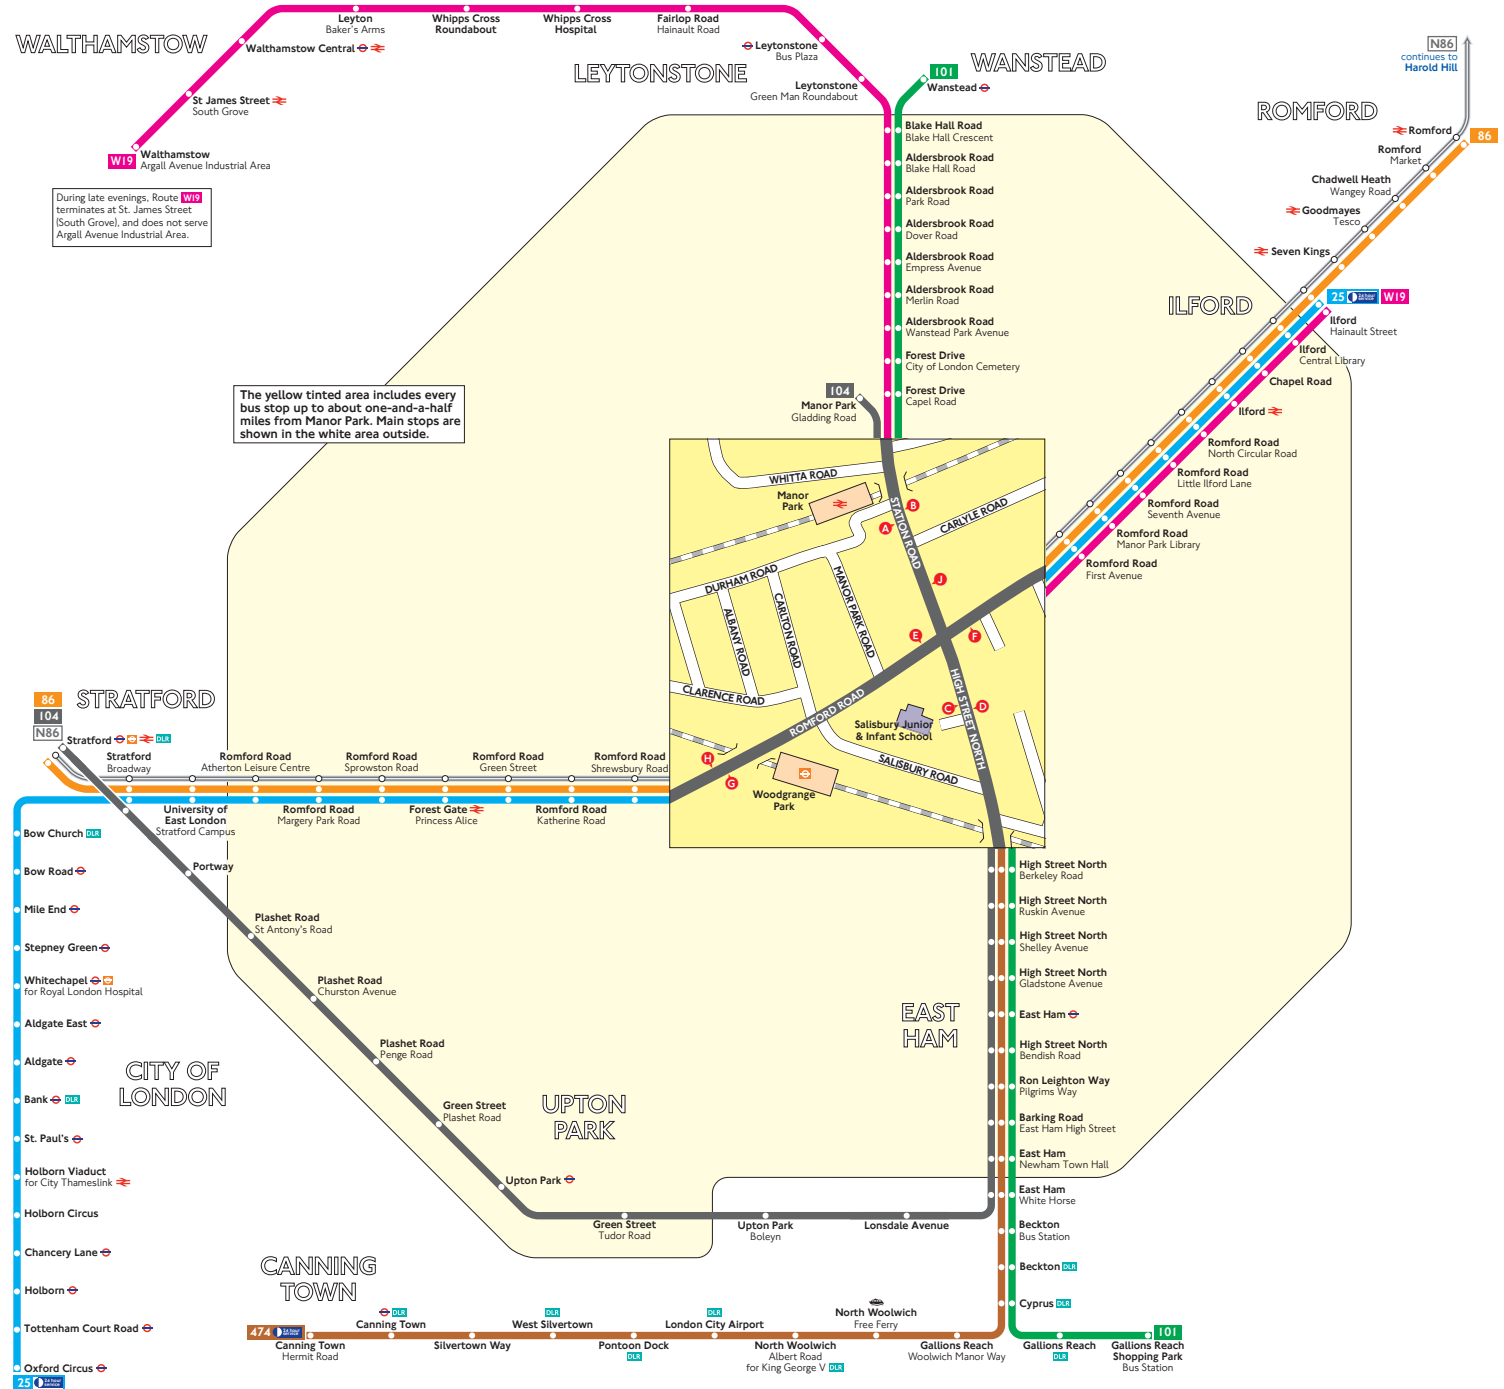 WALTHAMSTOW
Leyton
Baker's Arms
Whipps Cross
Roundabout
Whipps Cross
Hospital
Fairlop Road
Hainault Road
Walthamstow Central
St James Street
South Grove
W19
Walthamstow
Argall Avenue Industrial Area
During late evenings, Route W19
terminates at St. James Street
(South Grove), and does not serve
Argall Avenue Industrial Area.
LEYTONSTONE
Leytonstone
Bus Plaza
Leytonstone
Green Man Roundabout
WANSTEAD
101
Wanstead
Blake Hall Road
Blake Hall Crescent
Aldersbrook Road
Blake Hall Road
Aldersbrook Road
Park Road
Aldersbrook Road
Dover Road
Aldersbrook Road
Empress Avenue
Aldersbrook Road
Merlin Road
Aldersbrook Road
Wanstead Park Avenue
Forest Drive
City of London Cemetery
Forest Drive
Capel Road
104
Manor Park
Gladding Road
N86
continues to
Harold Hill
ROMFORD
Romford
86
Romford
Market
Chadwell Heath
Wangey Road
Goodmayes
Tesco
Seven Kings
ILFORD
25
24 hour
service
W19
Ilford
Hainault Street
Ilford
Central Library
Chapel Road
Ilford
Romford Road
North Circular Road
Romford Road
Little Ilford Lane
Romford Road
Seventh Avenue
Romford Road
Manor Park Library
Romford Road
First Avenue
The yellow tinted area includes every
bus stop up to about one-and-a-half
miles from Manor Park. Main stops are
shown in the white area outside.
WHITTA ROAD
Manor
Park
STATION ROAD
B
A
CARLYLE ROAD
DURHAM ROAD
MANOR PARK ROAD
J
ALBANY ROAD
CARLTON ROAD
E
F
CLARENCE ROAD
ROMFORD ROAD
HIGH STREET NORTH
C
D
Salisbury Junior
& Infant School
SALISBURY ROAD
H
G
Woodgrange
Park
86
104
N86
STRATFORD
Stratford
DLR
Stratford
Broadway
Romford Road
Atherton Leisure Centre
Romford Road
Sprowston Road
Romford Road
Green Street
Romford Road
Shrewsbury Road
University of
East London
Stratford Campus
Romford Road
Margery Park Road
Forest Gate
Princess Alice
Romford Road
Katherine Road
Bow Church DLR
Bow Road
Mile End
Stepney Green
Whitechapel
for Royal London Hospital
Aldgate East
Aldgate
Bank DLR
St. Paul's
Holborn Viaduct
for City Thameslink
Holborn Circus
Chancery Lane
Holborn
Tottenham Court Road
Oxford Circus
25
24 hour
service
CITY OF
LONDON
Portway
Plashet Road
St Antony's Road
Plashet Road
Churston Avenue
Plashet Road
Penge Road
Green Street
Plashet Road
UPTON
PARK
Upton Park
Green Street
Tudor Road
Upton Park
Boleyn
Lonsdale Avenue
EAST
HAM
High Street North
Berkeley Road
High Street North
Ruskin Avenue
High Street North
Shelley Avenue
High Street North
Gladstone Avenue
East Ham
High Street North
Bendish Road
Ron Leighton Way
Pilgrims Way
Barking Road
East Ham High Street
East Ham
Newham Town Hall
East Ham
White Horse
Beckton
Bus Station
Beckton DLR
Cyprus DLR
CANNING
TOWN
474
24 hour
service
Canning Town
Hermit Road
DLR
Canning Town
Silvertown Way
DLR
West Silvertown
Pontoon Dock
DLR
DLR
London City Airport
North Woolwich
Albert Road
for King George V DLR
North Woolwich
Free Ferry
Gallions Reach
Woolwich Manor Way
Gallions Reach
DLR
101
Gallions Reach
Shopping Park
Bus Station